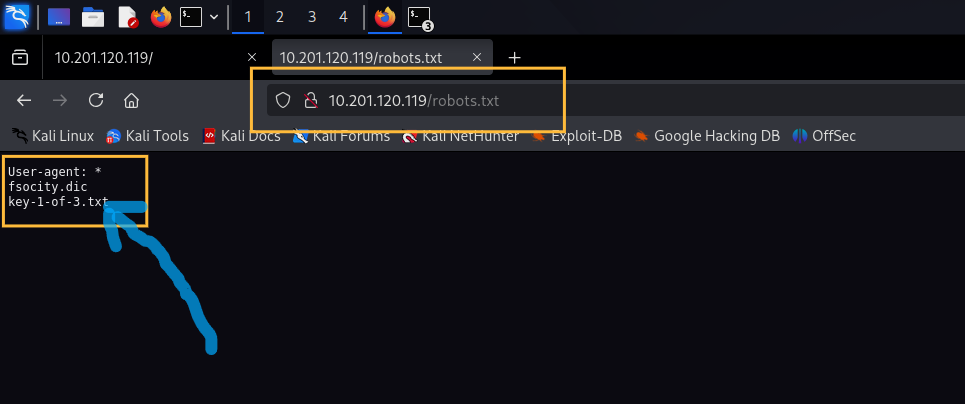 1 2 3 4 3
10.201.120.119/ 10.201.120.119/robots.txt
10.201.120.119/robots.txt
Kali Linux Kali Tools Kali Docs Kali Forums Kali NetHunter Exploit-DB Google Hacking DB OffSec
User-agent: *
fsocity.dic
key-1-of-3.txt